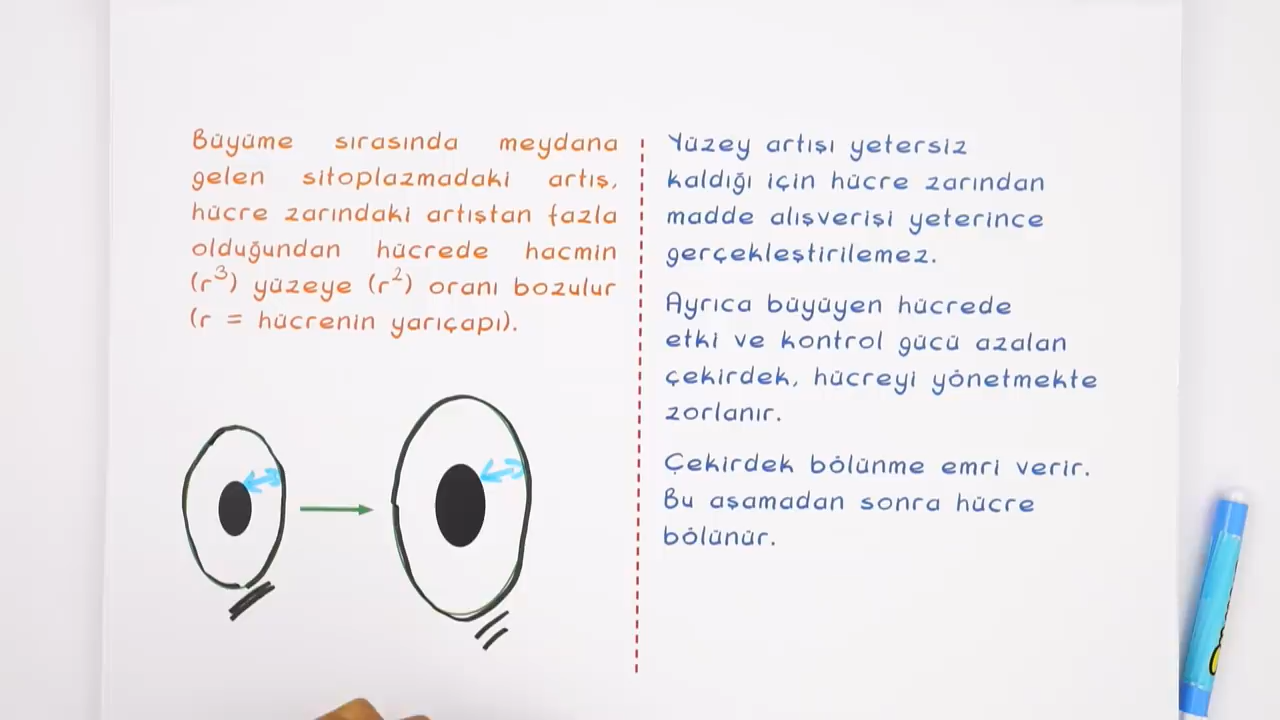 Büyüme sırasında meydana
gelen sitoplazmadaki artış,
hücre zarındaki artıştan fazla
olduğundan hücrede hacmin
(r³) yüzeye (r²) oranı bozulur
(r = hücrenin yarıçapı).
Yüzey artışı yetersiz
kaldığı için hücre zarından
madde alışverişi yeterince
gerçekleştirilemez.
Ayrıca büyüyen hücrede
etki ve kontrol gücü azalan
çekirdek, hücreyi yönetmekte
zorlanır.
Çekirdek bölünme emri verir.
Bu aşamadan sonra hücre
bölünür.